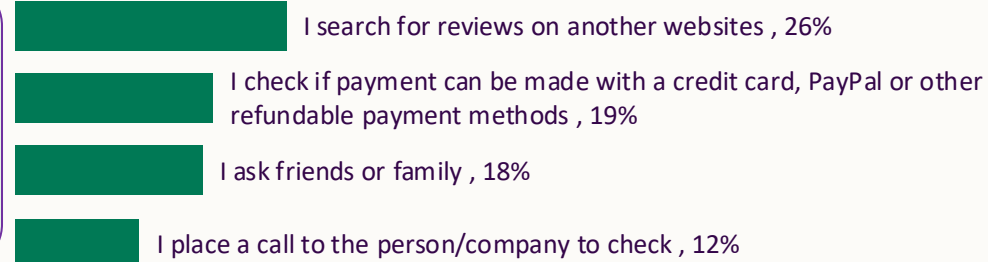 I search for reviews on another websites , 26%
I check if payment can be made with a credit card, PayPal or other
refundable payment methods , 19%
I ask friends or family , 18%
I place a call to the person/company to check , 12%